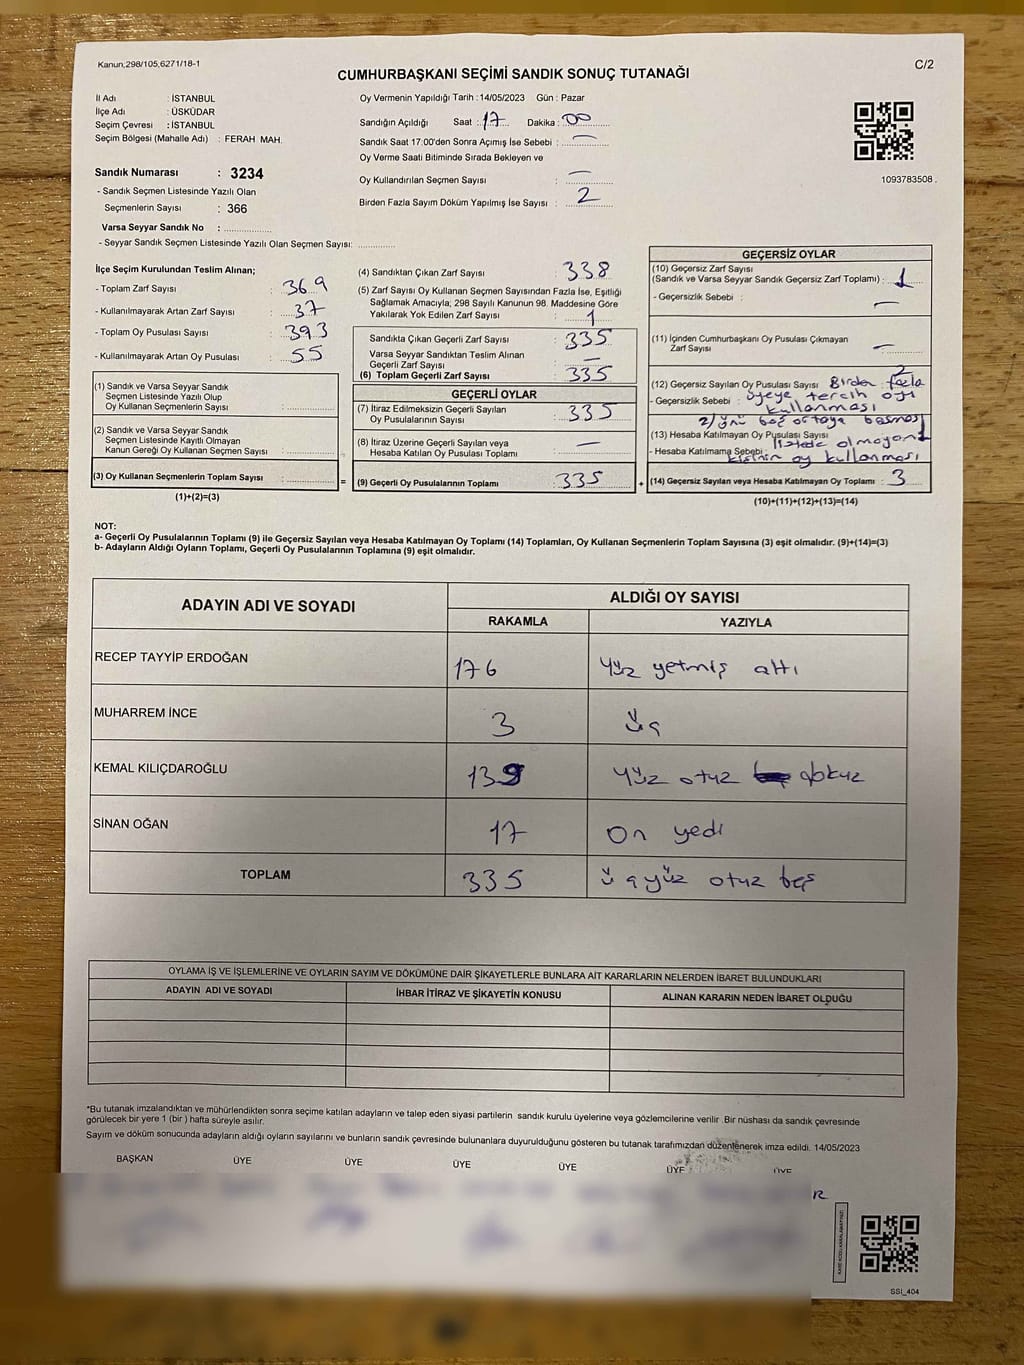 Kanun;298/105,6271/18-1
C/2
CUMHURBAŞKANI SEÇİMİ SANDIK SONUÇ TUTANAĞI
İl Adı : İSTANBUL
İlçe Adı : ÜSKÜDAR
Seçim Çevresi : İSTANBUL
Seçim Bölgesi (Mahalle Adı) : FERAH MAH.
Oy Vermenin Yapıldığı Tarih : 14/05/2023 Gün : Pazar
Sandığın Açıldığı Saat : 17 Dakika : 00
Sandık Saat 17:00'den Sonra Açımış İse Sebebi : —
Oy Verme Saati Bitiminde Sırada Bekleyen ve
Oy Kullandırılan Seçmen Sayısı : —
Birden Fazla Sayım Döküm Yapılmış İse Sayısı : 2
1093783508
Sandık Numarası : 3234
- Sandık Seçmen Listesinde Yazılı Olan
Seçmenlerin Sayısı : 366
Varsa Seyyar Sandık No :
- Seyyar Sandık Seçmen Listesinde Yazılı Olan Seçmen Sayısı:
İlçe Seçim Kurulundan Teslim Alınan;
- Toplam Zarf Sayısı : 369
- Kullanılmayarak Artan Zarf Sayısı : 37
- Toplam Oy Pusulası Sayısı : 393
- Kullanılmayarak Artan Oy Pusulası : 55
(1) Sandık ve Varsa Seyyar Sandık
Seçmen Listesinde Yazılı Olup
Oy Kullanan Seçmenlerin Sayısı :
(2) Sandık ve Varsa Seyyar Sandık
Seçmen Listesinde Kayıtlı Olmayan
Kanun Gereği Oy Kullanan Seçmen Sayısı :
(3) Oy Kullanan Seçmenlerin Toplam Sayısı :
(1)+(2)=(3)
(4) Sandıktan Çıkan Zarf Sayısı : 338
(5) Zarf Sayısı Oy Kullanan Seçmen Sayısından Fazla İse, Eşitliği
Sağlamak Amacıyla; 298 Sayılı Kanunun 98. Maddesine Göre
Yakılarak Yok Edilen Zarf Sayısı : 1
Sandıkta Çıkan Geçerli Zarf Sayısı : 335
Varsa Seyyar Sandıktan Teslim Alınan
Geçerli Zarf Sayısı : —
(6) Toplam Geçerli Zarf Sayısı : 335
GEÇERLİ OYLAR
(7) İtiraz Edilmeksizin Geçerli Sayılan
Oy Pusulasının Sayısı : 335
(8) İtiraz Üzerine Geçerli Sayılan veya
Hesaba Katılan Oy Pusulası Toplamı : —
= (9) Geçerli Oy Pusulalarının Toplamı : 335 +
GEÇERSİZ OYLAR
(10) Geçersiz Zarf Sayısı
(Sandık ve Varsa Seyyar Sandık Geçersiz Zarf Toplamı) : 1
- Geçersizlik Sebebi : —
(11) İçinden Cumhurbaşkanı Oy Pusulası Çıkmayan
Zarf Sayısı : —
(12) Geçersiz Sayılan Oy Pusulası Sayısı : 2
- Geçersizlik Sebebi : Birden fazla
üyeye tercih oyu
kullanması
boş ortaya basması
(13) Hesaba Katılmayan Oy Pusulası Sayısı
- Hesaba Katılmama Sebebi : listede olmayan
kişinin oy kullanması
(14) Geçersiz Sayılan veya Hesaba Katılmayan Oy Toplamı : 3
(10)+(11)+(12)+(13)=(14)
NOT:
a- Geçerli Oy Pusulalarının Toplamı (9) ile Geçersiz Sayılan veya Hesaba Katılmayan Oy Toplamı (14) Toplamları, Oy Kullanan Seçmenlerin Toplam Sayısına (3) eşit olmalıdır. (9)+(14)=(3)
b- Adayların Aldığı Oyların Toplamı, Geçerli Oy Pusulalarının Toplamına (9) eşit olmalıdır.
ADAYIN ADI VE SOYADI ALDIĞI OY SAYISI
RAKAMLA YAZIYLA
RECEP TAYYİP ERDOĞAN 176 Yüz yetmiş altı
MUHARREM İNCE 3 Üç
KEMAL KILIÇDAROĞLU 139 Yüz otuz dokuz
SİNAN OĞAN 17 On yedi
TOPLAM 335 Üçyüz otuz beş
OYLAMA İŞ VE İŞLEMLERİNE VE OYLARIN SAYIM VE DÖKÜMÜNE DAİR ŞİKAYETLERLE BUNLARA AİT KARARLARIN NELERDEN İBARET BULUNDUKLARI
ADAYIN ADI VE SOYADI İHBAR İTİRAZ VE ŞİKAYETİN KONUSU ALINAN KARARIN NEDEN İBARET OLDUĞU
*Bu tutanak imzalandıktan ve mühürlendikten sonra seçime katılan adayların ve talep eden siyasi partilerin sandık kurulu üyelerine veya gözlemcilerine verilir. Bir nüshası da sandık çevresinde
görülecek bir yere 1 (bir) hafta süreyle asılır.
Sayım ve döküm sonucunda adayların aldığı oyların sayılarını ve bunların sandık çevresinde bulunanlara duyurulduğunu gösteren bu tutanak tarafımızdan düzenlenerek imza edildi. 14/05/2023
BAŞKAN ÜYE ÜYE ÜYE ÜYE ÜYE ÜYE
R
SSI_404